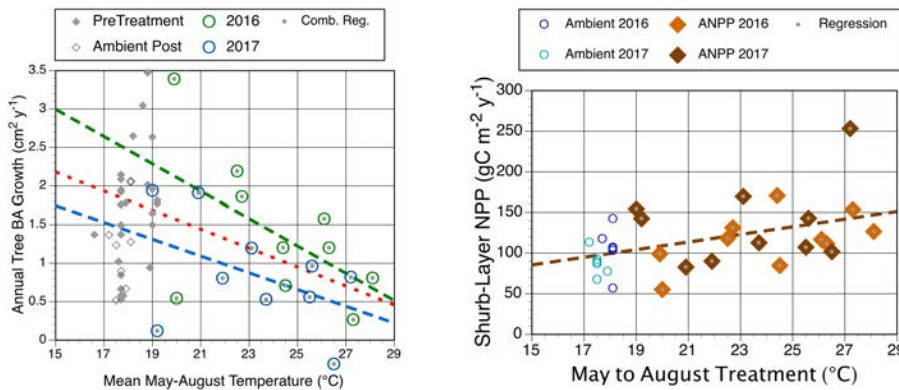 PreTreatment 2016 Comb. Reg.
Ambient Post 2017
3.5
3
2.5
2
1.5
1
0.5
0
Annual Tree BA Growth (cm² y⁻¹)
15 17 19 21 23 25 27 29
Mean May-August Temperature (°C)
Ambient 2016 ANPP 2016 Regression
Ambient 2017 ANPP 2017
300
250
200
150
100
50
0
Shurb-Layer NPP (gC m⁻² y⁻¹)
15 17 19 21 23 25 27 29
May to August Treatment (°C)